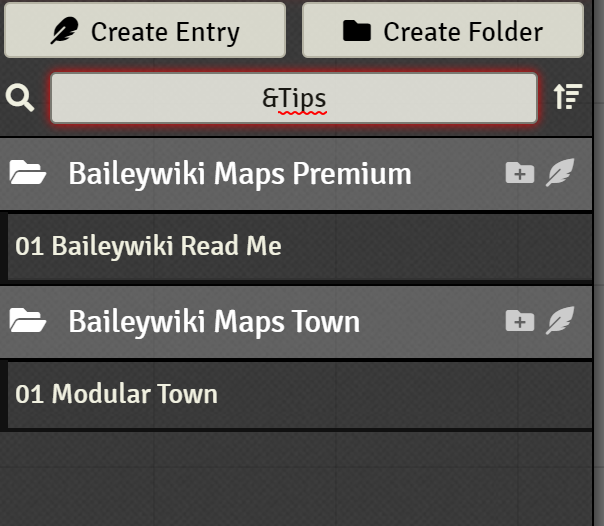 Create Entry
Create Folder
&Tips
Baileywiki Maps Premium
01 Baileywiki Read Me
Baileywiki Maps Town
01 Modular Town